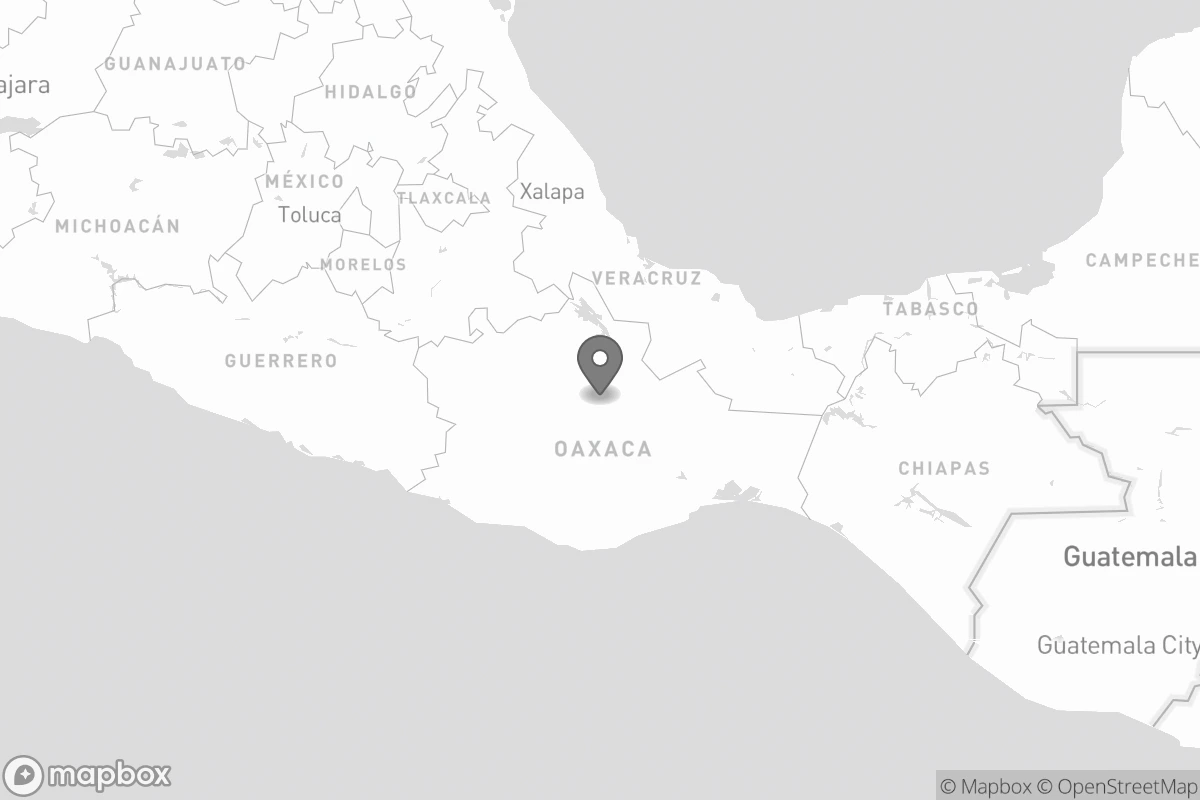 GUANAJUATO
ajara
HIDALGO
MÉXICO
TLAXCALA
Xalapa
Toluca
MICHOACÁN
MORELOS
VERACRUZ
CAMPECHE
TABASCO
GUERRERO
OAXACA
CHIAPAS
Guatemala
Guatemala City
mapbox
© Mapbox © OpenStreetMap